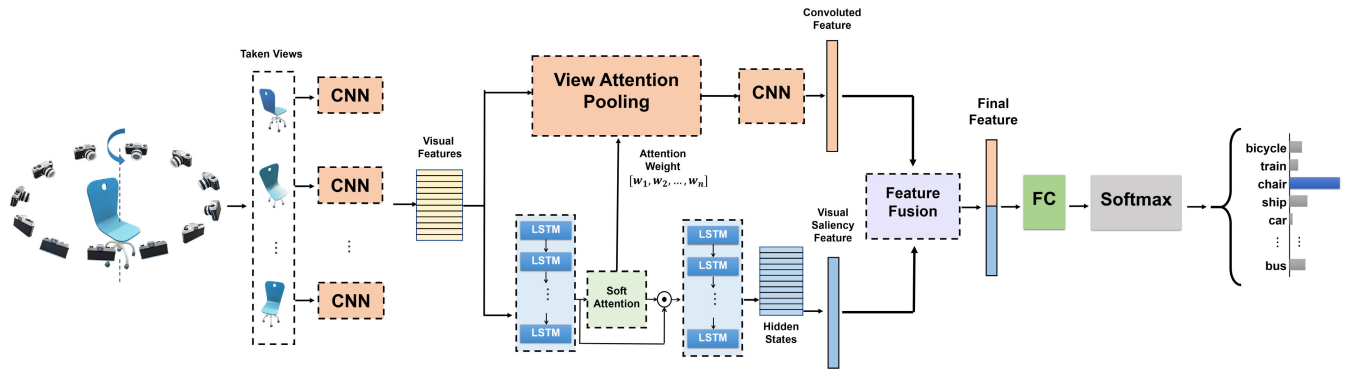 Taken Views
CNN
CNN
⋮
⋮
CNN
Visual
Features
View Attention
Pooling
CNN
Convoluted
Feature
Attention
Weight
[w₁, w₂, ..., wₙ]
LSTM
LSTM
⋮
LSTM
Soft
Attention
LSTM
LSTM
⋮
LSTM
Hidden
States
Visual
Saliency
Feature
Feature
Fusion
Final
Feature
FC
Softmax
bicycle
train
chair
ship
car
⋮ ⋮
bus